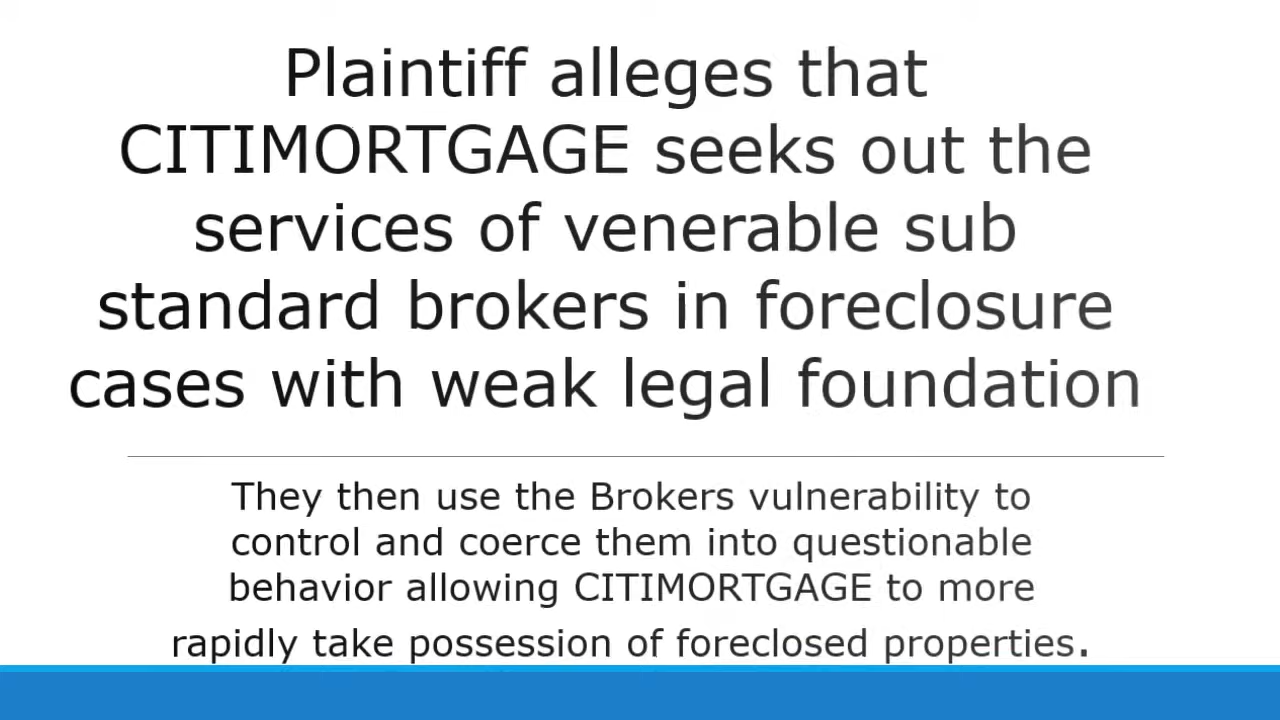 Plaintiff alleges that
CITIMORTGAGE seeks out the
services of venerable sub
standard brokers in foreclosure
cases with weak legal foundation
They then use the Brokers vulnerability to
control and coerce them into questionable
behavior allowing CITIMORTGAGE to more
rapidly take possession of foreclosed properties.